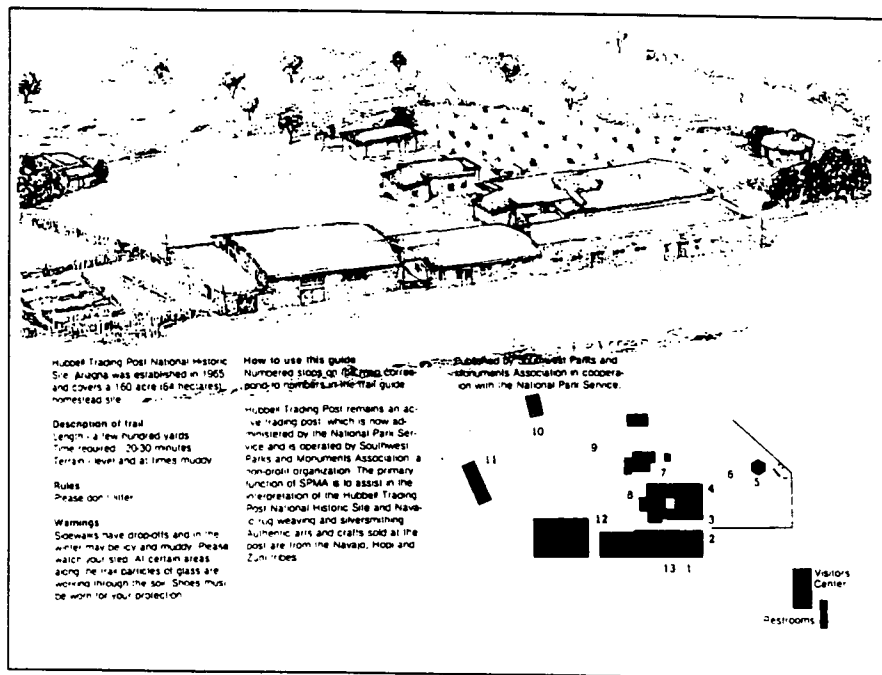 Hubbell Trading Post National Historic
Site, Arizona was established in 1965
and covers a 160 acre (64 hectares)
homestead site
Description of trail
Length - a few hundred yards
Time required 20-30 minutes
Terrain - level and at times muddy
Rules
Please don't litter
Warnings
Sidewalks have dropoffs and in the
winter may be icy and muddy. Please
watch your step. At certain areas
along the trail particles of glass are
working through the soil. Shoes must
be worn for your protection
How to use this guide
Numbered stops on the map corre-
spond to numbers in the trail guide
Hubbell Trading Post remains an ac-
tive trading post, which is now ad-
ministered by the National Park Ser-
vice and is operated by Southwest
Parks and Monuments Association, a
non-profit organization. The primary
function of SPMA is to assist in the
interpretation of the Hubbell Trading
Post National Historic Site and Nava-
jo rug weaving and silversmithing
Authentic arts and crafts sold at the
post are from the Navajo, Hopi and
Zuni tribes
Published by Southwest Parks and
Monuments Association in coopera-
tion with the National Park Service.
10
9
11
7
6
5
4
8
3
12
2
13 1
Visitors
Center
Restrooms